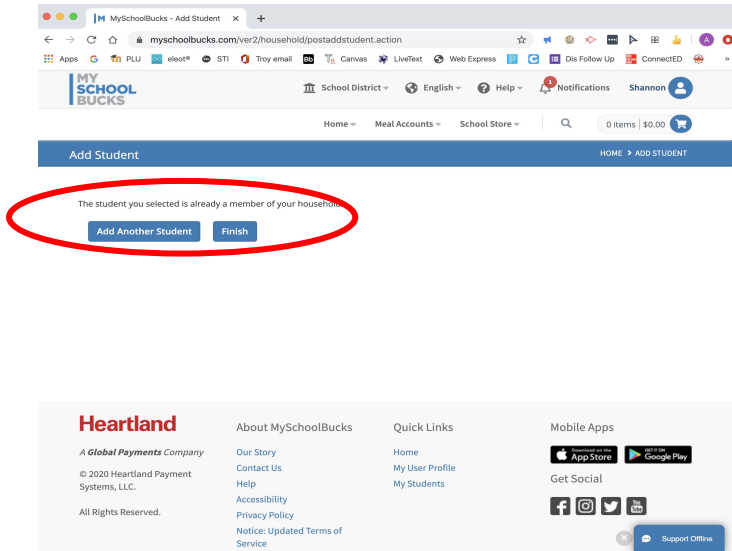 MySchoolBucks - Add Student
myschoolbucks.com/ver2/household/postaddstudent.action
A
Apps
G
PLU
eleot®
STI
Troy email
Bb
Canvas
LiveText
Web Express
Dis Follow Up
ConnectED
»
MY
SCHOOL
BUCKS
School District
English
Help
1
Notifications
Shannon
Home
Meal Accounts
School Store
0 items | $0.00
Add Student
HOME > ADD STUDENT
The student you selected is already a member of your household
Add Another Student
Finish
Heartland
A Global Payments Company
© 2020 Heartland Payment
Systems, LLC.
All Rights Reserved.
About MySchoolBucks
Our Story
Contact Us
Help
Accessibility
Privacy Policy
Notice: Updated Terms of
Service
Quick Links
Home
My User Profile
My Students
Mobile Apps
Download on the
App Store
GET IT ON
Google Play
Get Social
You
Tube
Support Offline